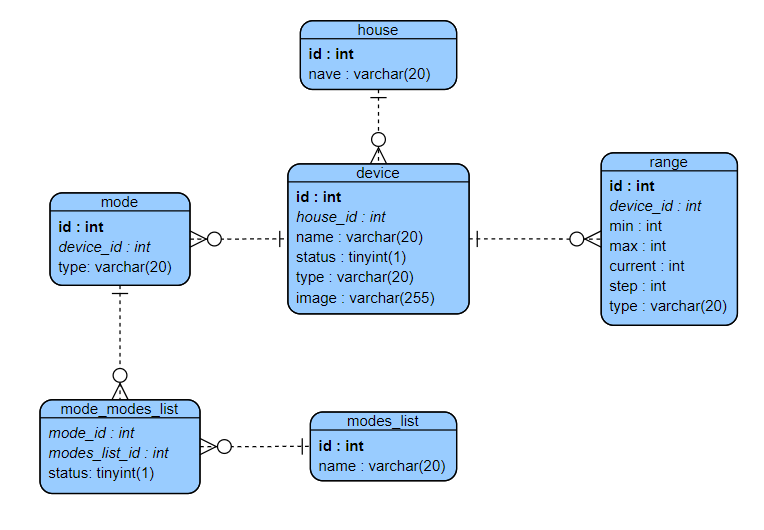 house
id : int
nave : varchar(20)
device
id : int
house_id : int
name : varchar(20)
status : tinyint(1)
type : varchar(20)
image : varchar(255)
range
id : int
device_id : int
min : int
max : int
current : int
step : int
type : varchar(20)
mode
id : int
device_id : int
type: varchar(20)
mode_modes_list
mode_id : int
modes_list_id : int
status: tinyint(1)
modes_list
id : int
name : varchar(20)